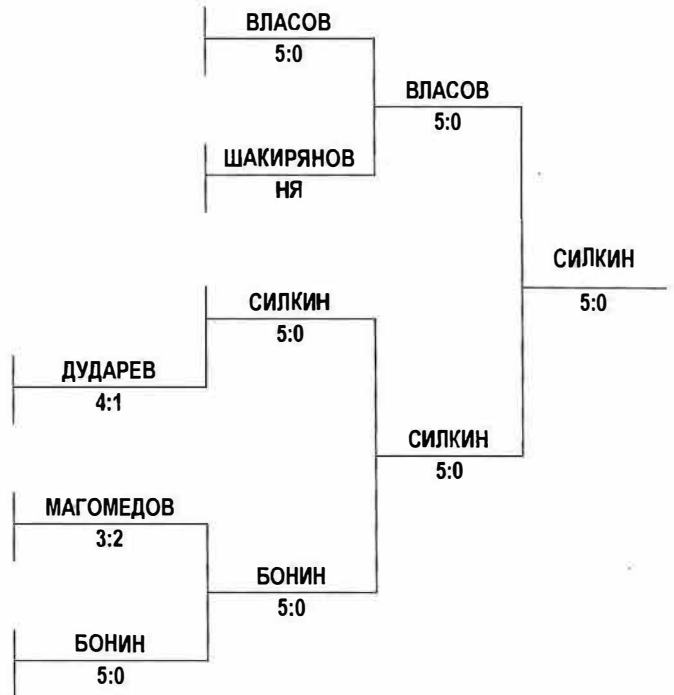 ВЛАСОВ
5:0
ВЛАСОВ
5:0
ШАКИРЯНОВ
НЯ
СИЛКИН
5:0
СИЛКИН
5:0
ДУДАРЕВ
4:1
СИЛКИН
5:0
МАГОМЕДОВ
3:2
БОНИН
5:0
БОНИН
5:0